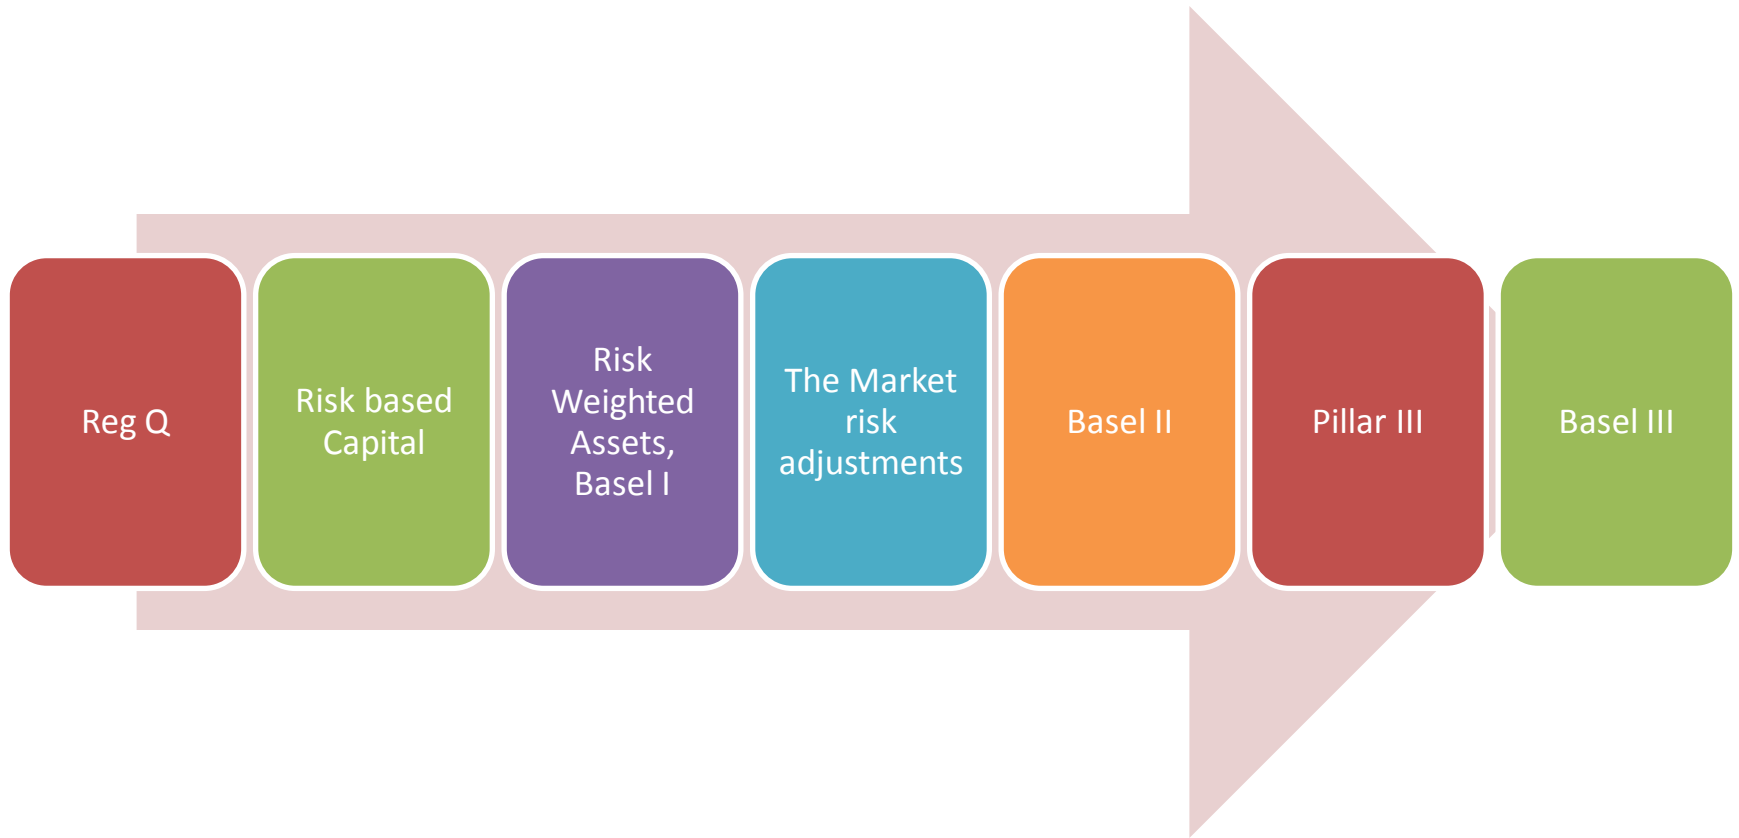 Reg Q
Risk based
Capital
Risk
Weighted
Assets,
Basel I
The Market
risk
adjustments
Basel II
Pillar III
Basel III